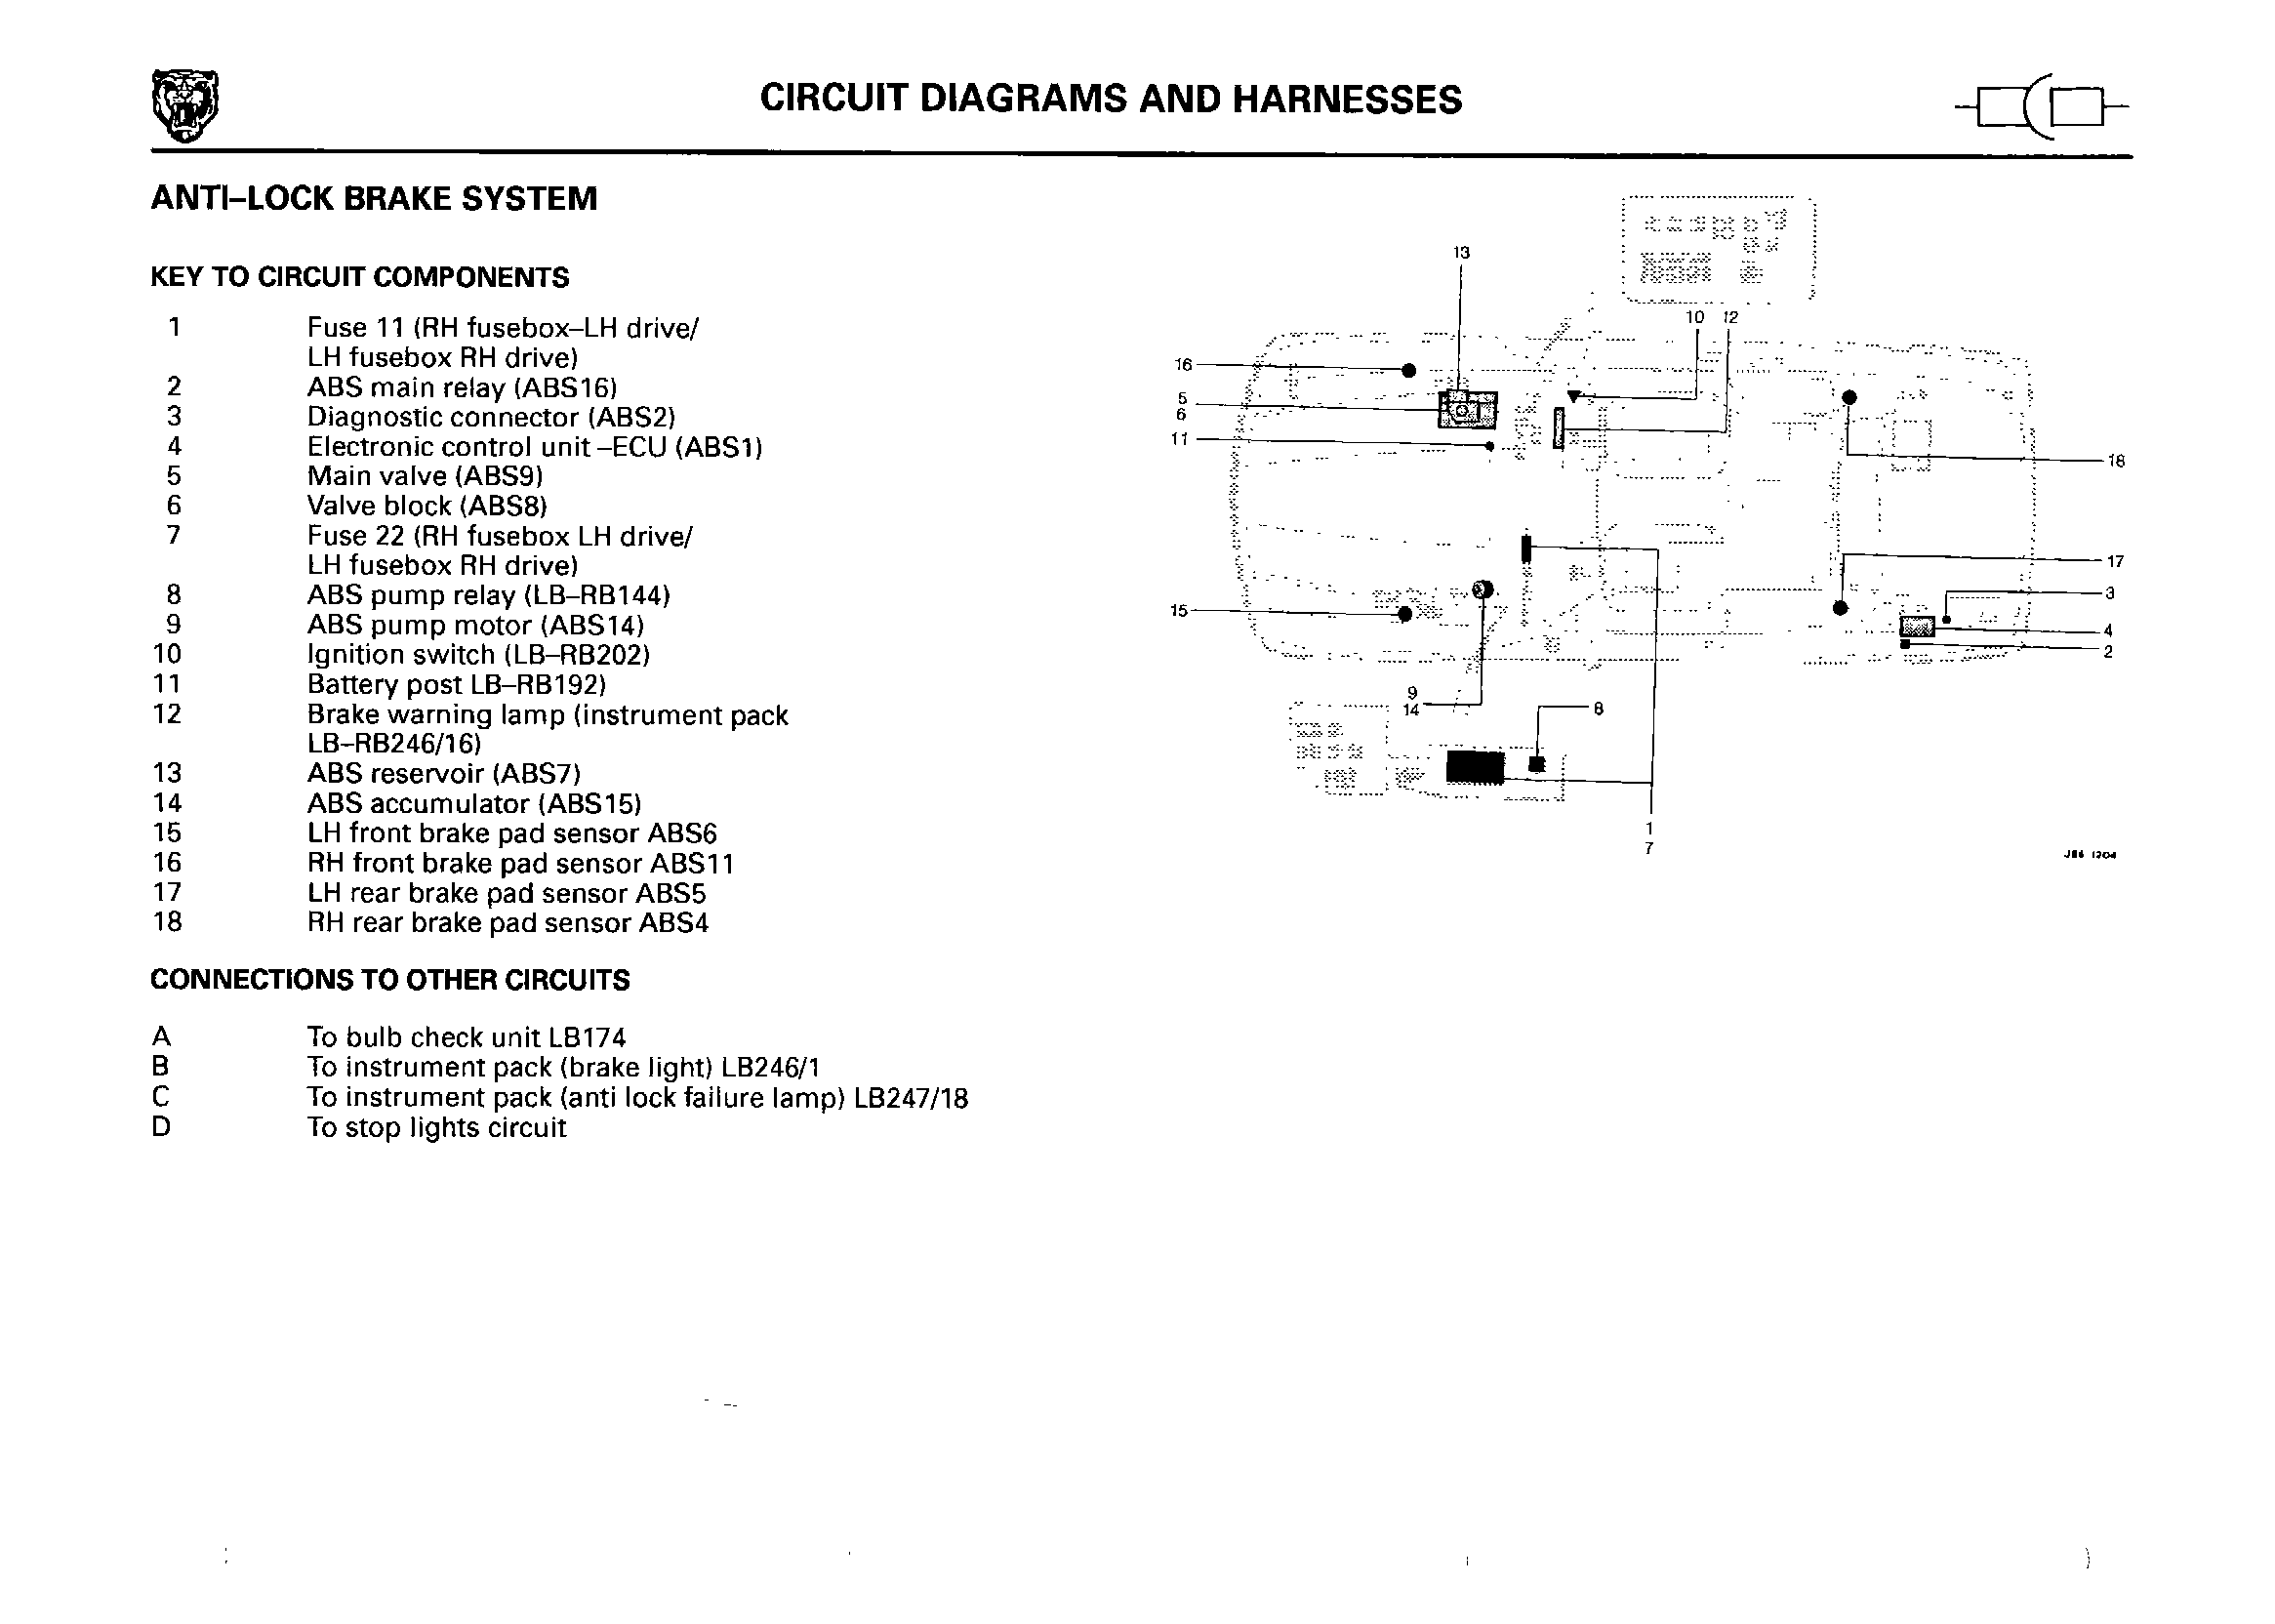 CIRCUIT DIAGRAMS AND HARNESSES
ANTI–LOCK BRAKE SYSTEM
KEY TO CIRCUIT COMPONENTS
1 Fuse 11 (RH fusebox–LH drive/
LH fusebox RH drive)
2 ABS main relay (ABS16)
3 Diagnostic connector (ABS2)
4 Electronic control unit –ECU (ABS1)
5 Main valve (ABS9)
6 Valve block (ABS8)
7 Fuse 22 (RH fusebox LH drive/
LH fusebox RH drive)
8 ABS pump relay (LB–RB144)
9 ABS pump motor (ABS14)
10 Ignition switch (LB–RB202)
11 Battery post LB–RB192)
12 Brake warning lamp (instrument pack
LB–RB246/16)
13 ABS reservoir (ABS7)
14 ABS accumulator (ABS15)
15 LH front brake pad sensor ABS6
16 RH front brake pad sensor ABS11
17 LH rear brake pad sensor ABS5
18 RH rear brake pad sensor ABS4
CONNECTIONS TO OTHER CIRCUITS
A To bulb check unit LB174
B To instrument pack (brake light) LB246/1
C To instrument pack (anti lock failure lamp) LB247/18
D To stop lights circuit
13
10 12
16
5
6
11
18
17
15
3
4
2
9
14
8
1
7
J86 1204